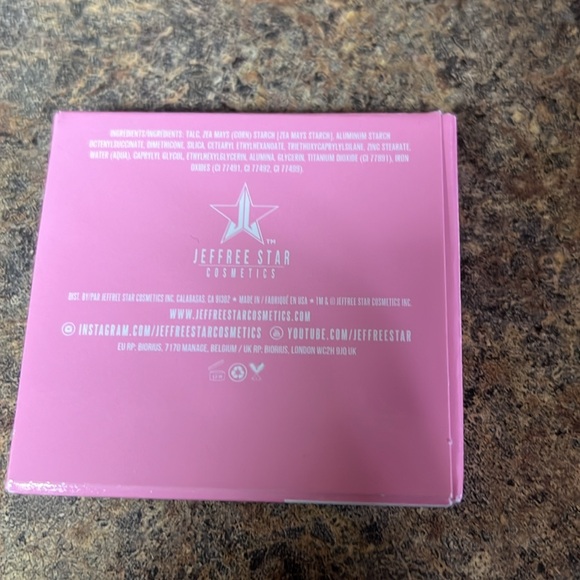 INGREDIENTS/INGREDIENTS: TALC, ZEA MAYS (CORN) STARCH [ZEA MAYS STARCH], ALUMINUM STARCH
OCTENYLSUCCINATE, DIMETHICONE, SILICA, CETEARYL ETHYLHEXANOATE, TRIETHOXYCAPRYLYLSILANE, ZINC STEARATE,
WATER (AQUA), CAPRYLYL GLYCOL, ETHYLHEXYLGLYCERIN, ALUMINA, GLYCEROL, TITANIUM DIOXIDE (CI 77891), IRON
OXIDES (CI 77491, CI 77492, CI 77499).
TM
JEFFREE STAR
COSMETICS
DIST. BY/PAR JEFFREE STAR COSMETICS INC. CALABASAS, CA 91302 • MADE IN / FABRIQUÉ EN USA • TM & © JEFFREE STAR COSMETICS INC.
WWW.JEFFREESTARCOSMETICS.COM
INSTAGRAM.COM/JEFFREESTARCOSMETICS YOUTUBE.COM/JEFFREESTAR
EU RP: BIORIUS, 7170 MANAGE, BELGIUM / UK RP: BIORIUS, LONDON WC2H 9JQ UK